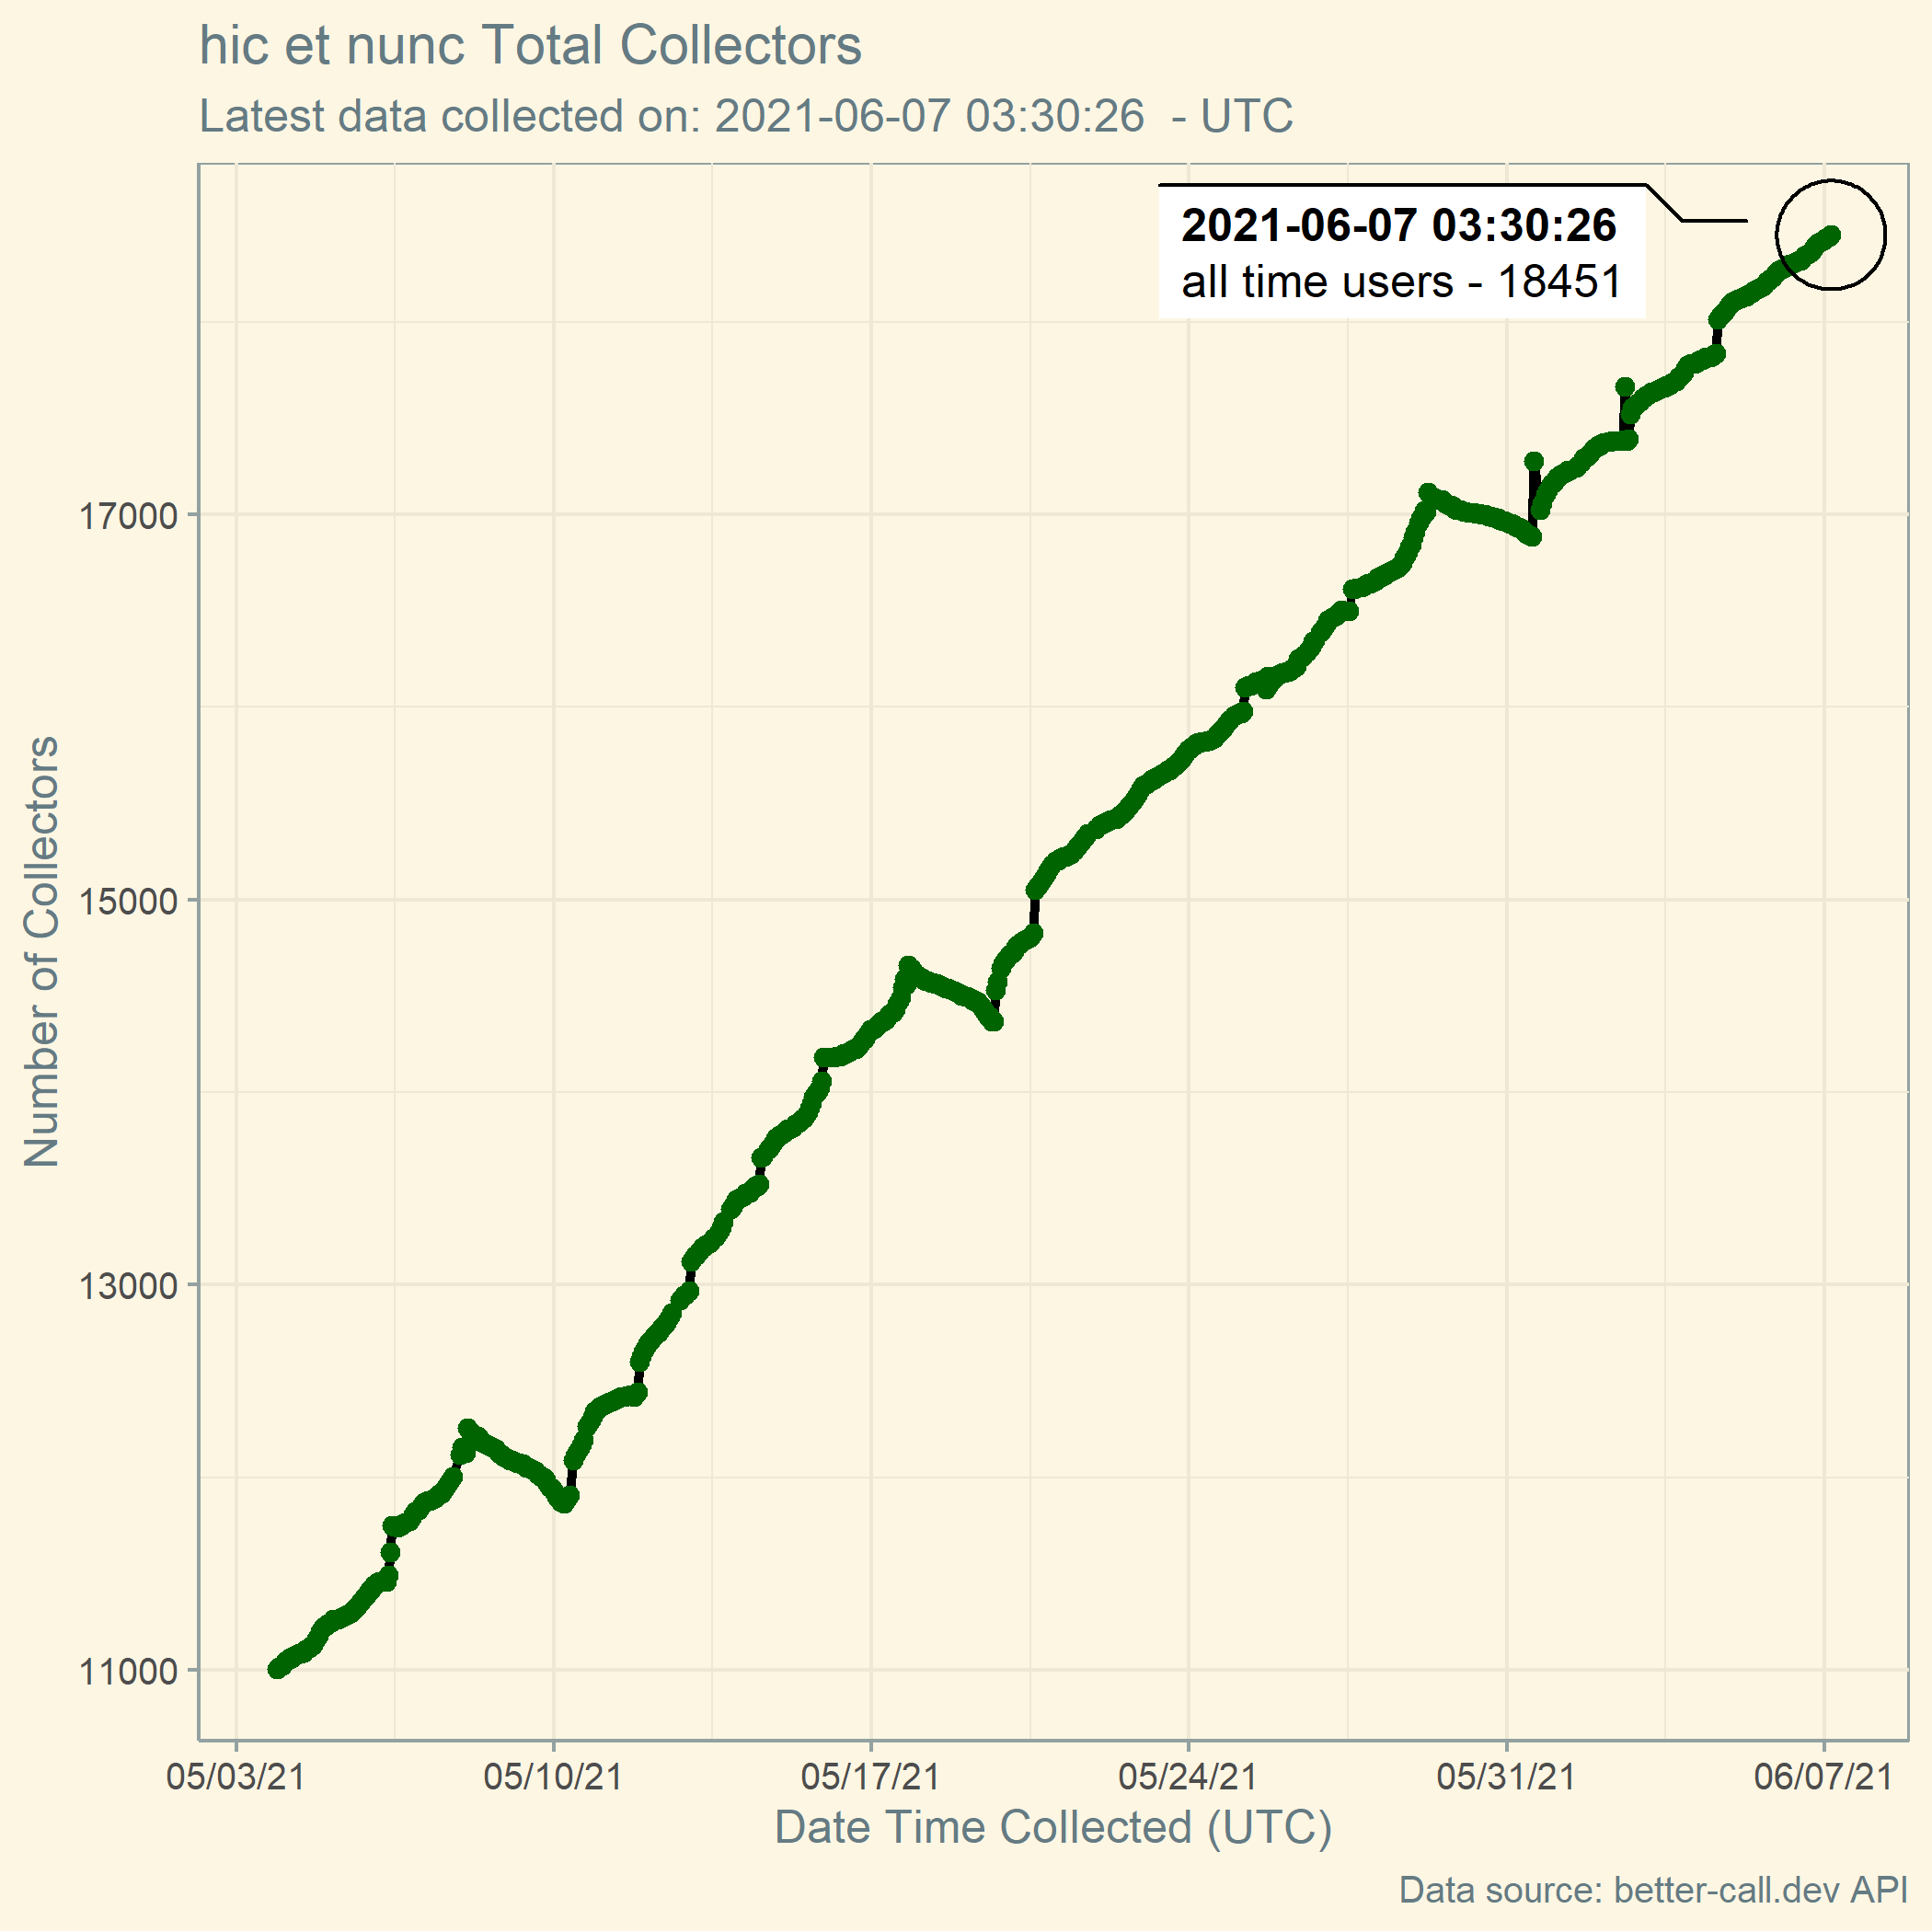 hic et nunc Total Collectors
Latest data collected on: 2021-06-07 03:30:26  - UTC
2021-06-07 03:30:26
all time users - 18451
Number of Collectors
17000
15000
13000
11000
05/03/21
05/10/21
05/17/21
05/24/21
05/31/21
06/07/21
Date Time Collected (UTC)
Data source: better-call.dev API